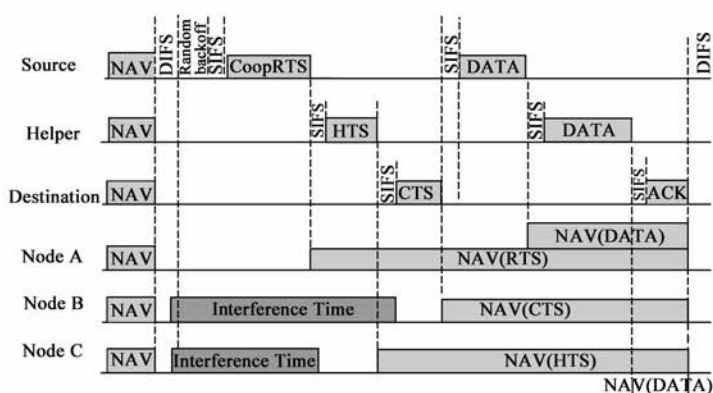 Source
NAV
DIFS
Random
backoff
SIFS
CoopRTS
SIFS
DATA
DIFS
Helper
NAV
SIFS
HTS
SIFS
DATA
Destination
NAV
SIFS
CTS
SIFS
ACK
Node A
NAV
NAV(DATA)
NAV(RTS)
Node B
NAV
Interference Time
NAV(CTS)
Node C
NAV
Interference Time
NAV(HTS)
NAV(DATA)